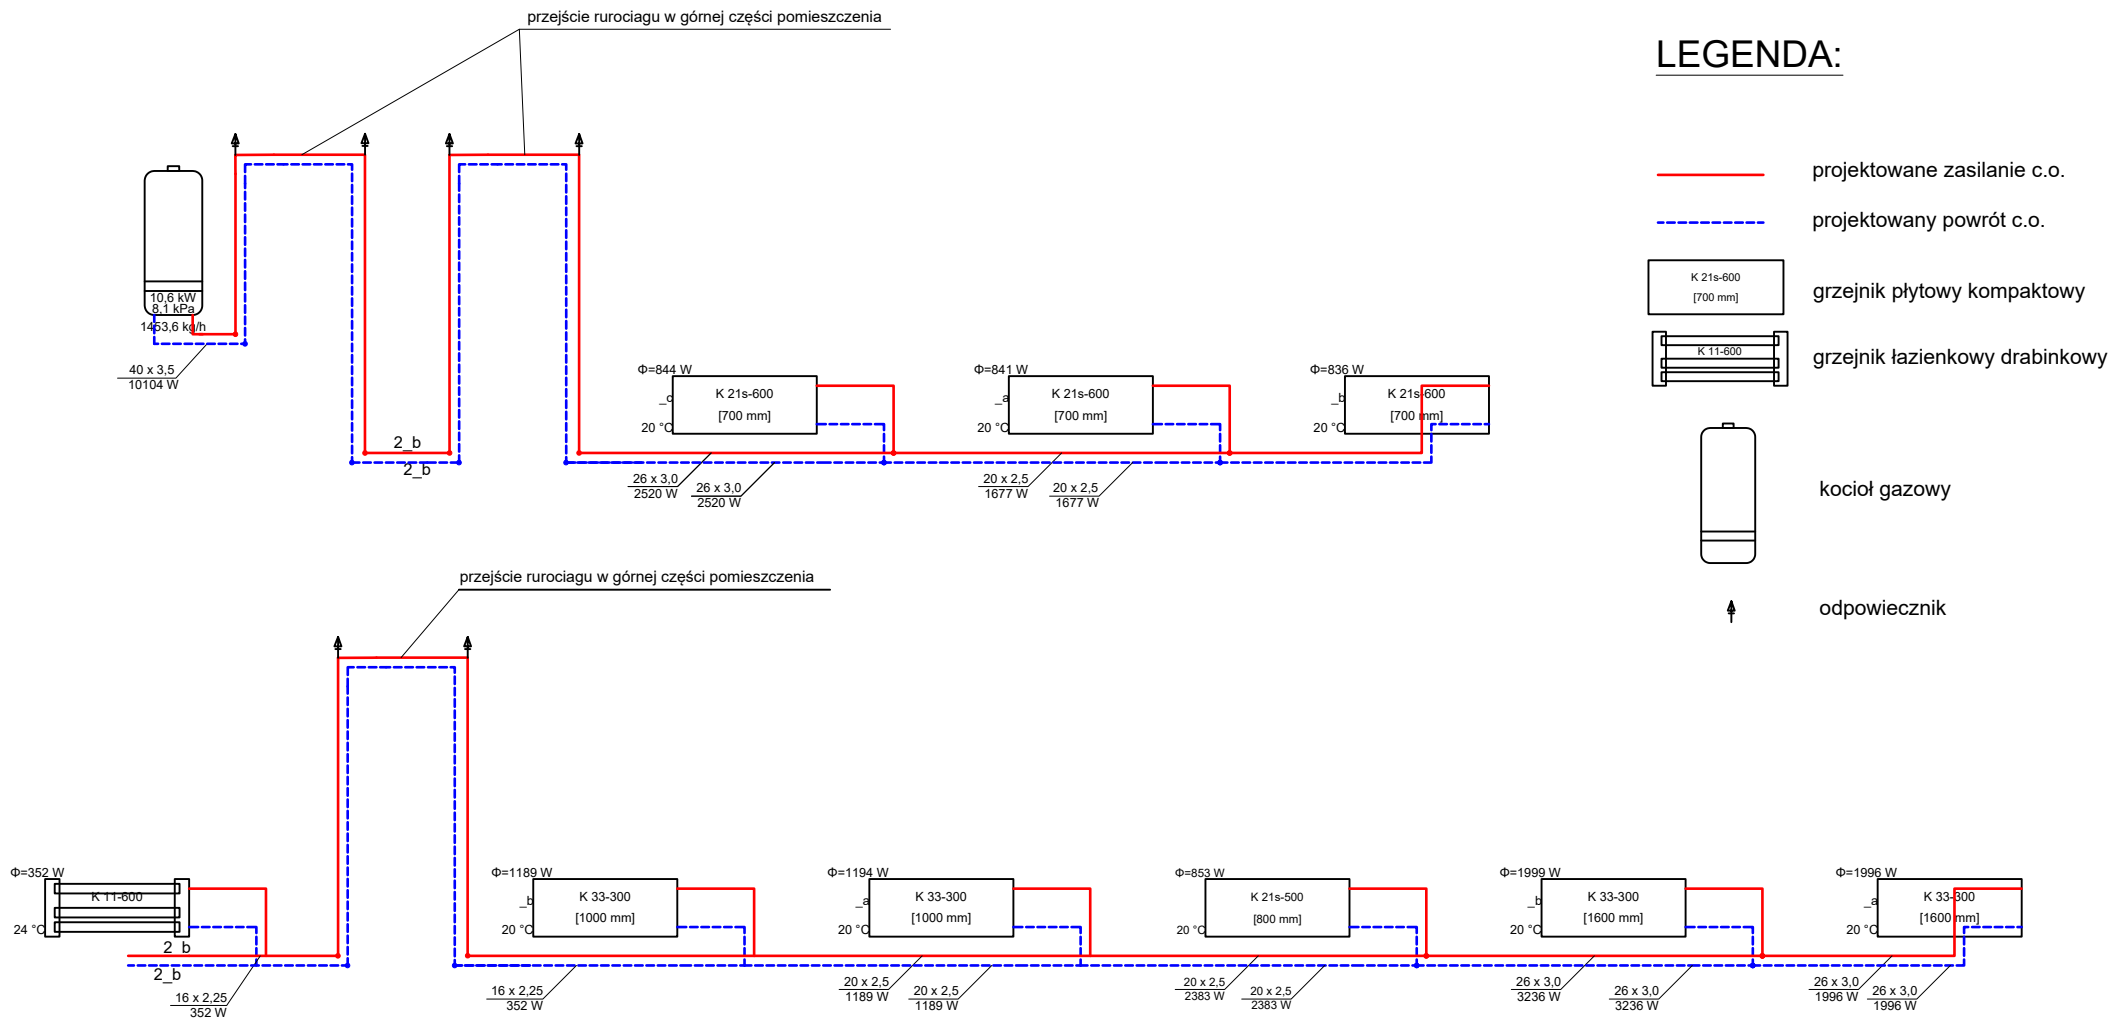 przejście rurociagu w górnej części pomieszczenia
LEGENDA:
projektowane zasilanie c.o.
projektowany powrót c.o.
K 21s-600
[700 mm]
grzejnik płytowy kompaktowy
K 11-600
grzejnik łazienkowy drabinkowy
kocioł gazowy
odpowiecznik
10,6 kW
8,1 kPa
1453,6 kg/h
40 x 3,5
10104 W
2_b
2_b
Φ=844 W
_c
20 °C
K 21s-600
[700 mm]
Φ=841 W
_a
20 °C
K 21s-600
[700 mm]
Φ=836 W
_b
20 °C
K 21s-600
[700 mm]
26 x 3,0
2520 W
26 x 3,0
2520 W
20 x 2,5
1677 W
20 x 2,5
1677 W
przejście rurociagu w górnej części pomieszczenia
Φ=352 W
24 °C
K 11-600
2_b
2_b
Φ=1189 W
_b
20 °C
K 33-300
[1000 mm]
Φ=1194 W
_a
20 °C
K 33-300
[1000 mm]
Φ=853 W
20 °C
K 21s-500
[800 mm]
Φ=1999 W
_b
20 °C
K 33-300
[1600 mm]
Φ=1996 W
_a
20 °C
K 33-300
[1600 mm]
16 x 2,25
352 W
16 x 2,25
352 W
20 x 2,5
1189 W
20 x 2,5
1189 W
20 x 2,5
2383 W
20 x 2,5
2383 W
26 x 3,0
3236 W
26 x 3,0
3236 W
26 x 3,0
1996 W
26 x 3,0
1996 W